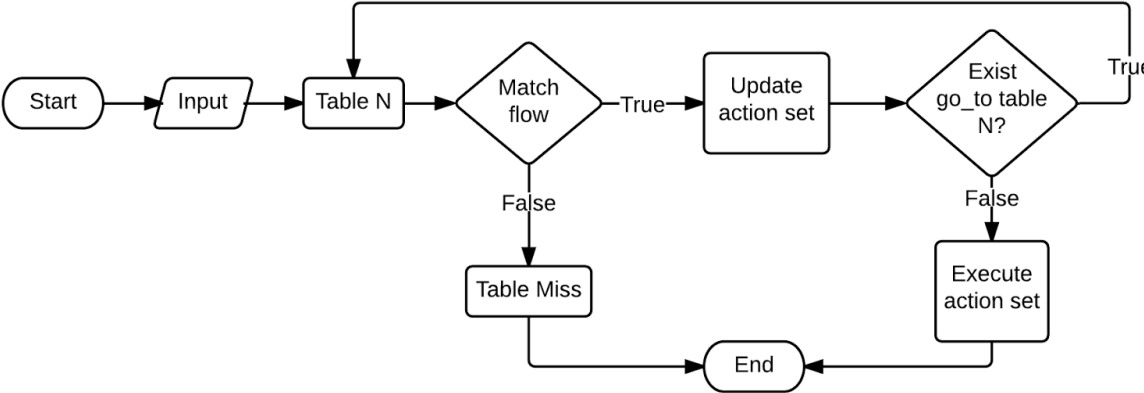 Start
Input
Table N
Match
flow
True
Update
action set
Exist
go_to table
N?
True
False
False
Table Miss
Execute
action set
End